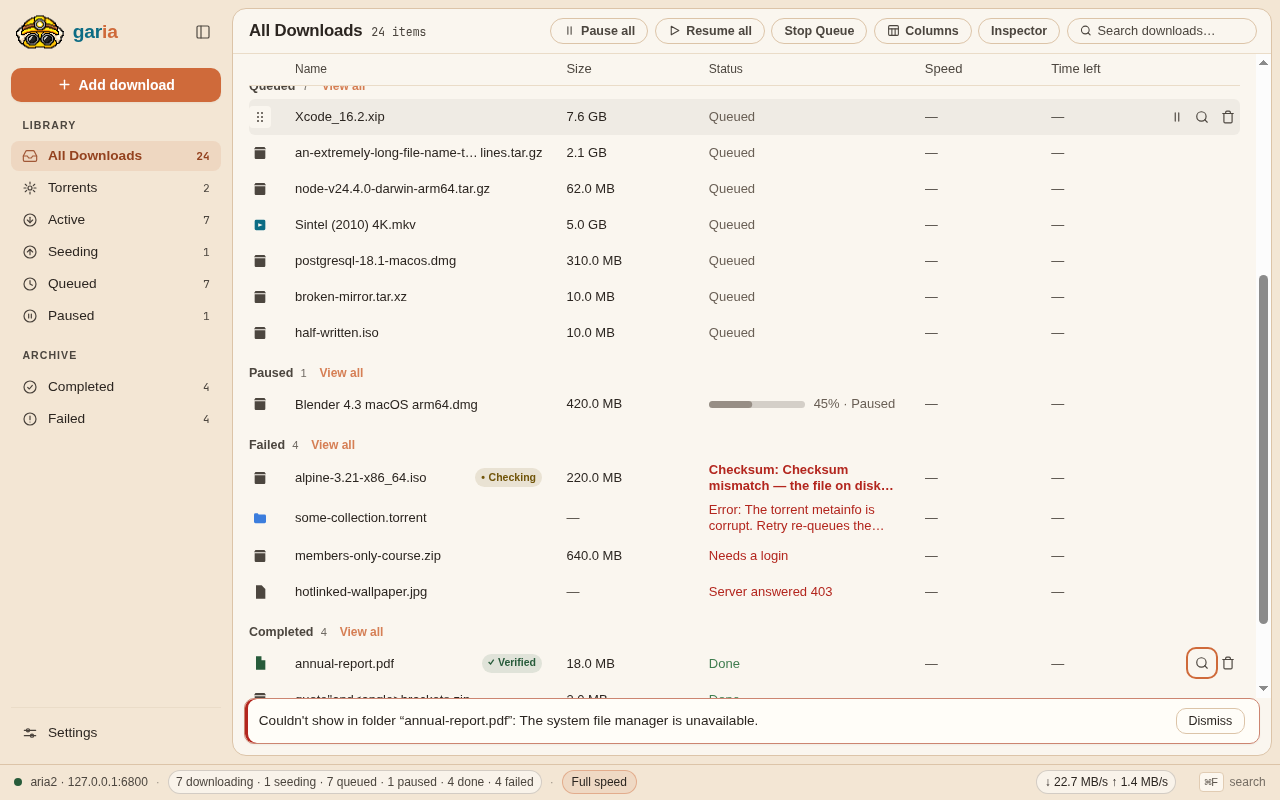 garia
All Downloads 24 items
Pause all
Resume all
Stop Queue
Columns
Inspector
Search downloads…
Add download
LIBRARY
All Downloads 24
Torrents 2
Active 7
Seeding 1
Queued 7
Paused 1
ARCHIVE
Completed 4
Failed 4
Settings
Name Size Status Speed Time left
Queued 7 View all
Xcode_16.2.xip 7.6 GB Queued — —
an-extremely-long-file-name-t… lines.tar.gz 2.1 GB Queued — —
node-v24.4.0-darwin-arm64.tar.gz 62.0 MB Queued — —
Sintel (2010) 4K.mkv 5.0 GB Queued — —
postgresql-18.1-macos.dmg 310.0 MB Queued — —
broken-mirror.tar.xz 10.0 MB Queued — —
half-written.iso 10.0 MB Queued — —
Paused 1 View all
Blender 4.3 macOS arm64.dmg 420.0 MB 45% · Paused — —
Failed 4 View all
alpine-3.21-x86_64.iso • Checking 220.0 MB Checksum: Checksum mismatch — the file on disk… — —
some-collection.torrent — Error: The torrent metainfo is corrupt. Retry re-queues the… — —
members-only-course.zip 640.0 MB Needs a login — —
hotlinked-wallpaper.jpg — Server answered 403 — —
Completed 4 View all
annual-report.pdf Verified 18.0 MB Done — —
Couldn't show in folder “annual-report.pdf”: The system file manager is unavailable.
Dismiss
aria2 · 127.0.0.1:6800 · 7 downloading · 1 seeding · 7 queued · 1 paused · 4 done · 4 failed · Full speed
↓ 22.7 MB/s ↑ 1.4 MB/s
⌘F search